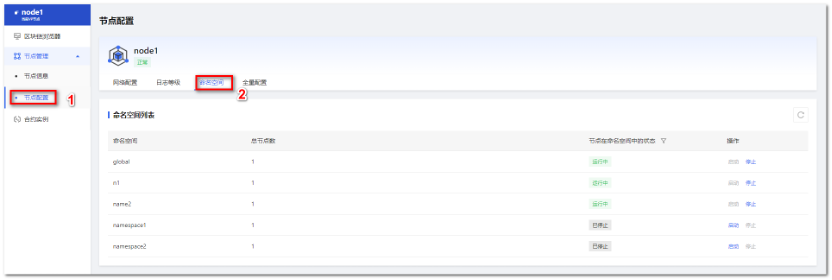 node1
当前节点
节点配置
区块链浏览器
节点管理
节点信息
节点配置
合约实例
1
node1
正常
网络配置 日志等级 命名空间 全量配置
2
命名空间列表
命名空间 总节点数 节点在命名空间中的状态 操作
global 1 运行中 启动 停止
n1 1 运行中 启动 停止
name2 1 运行中 启动 停止
namespace1 1 已停止 启动 停止
namespace2 1 已停止 启动 停止